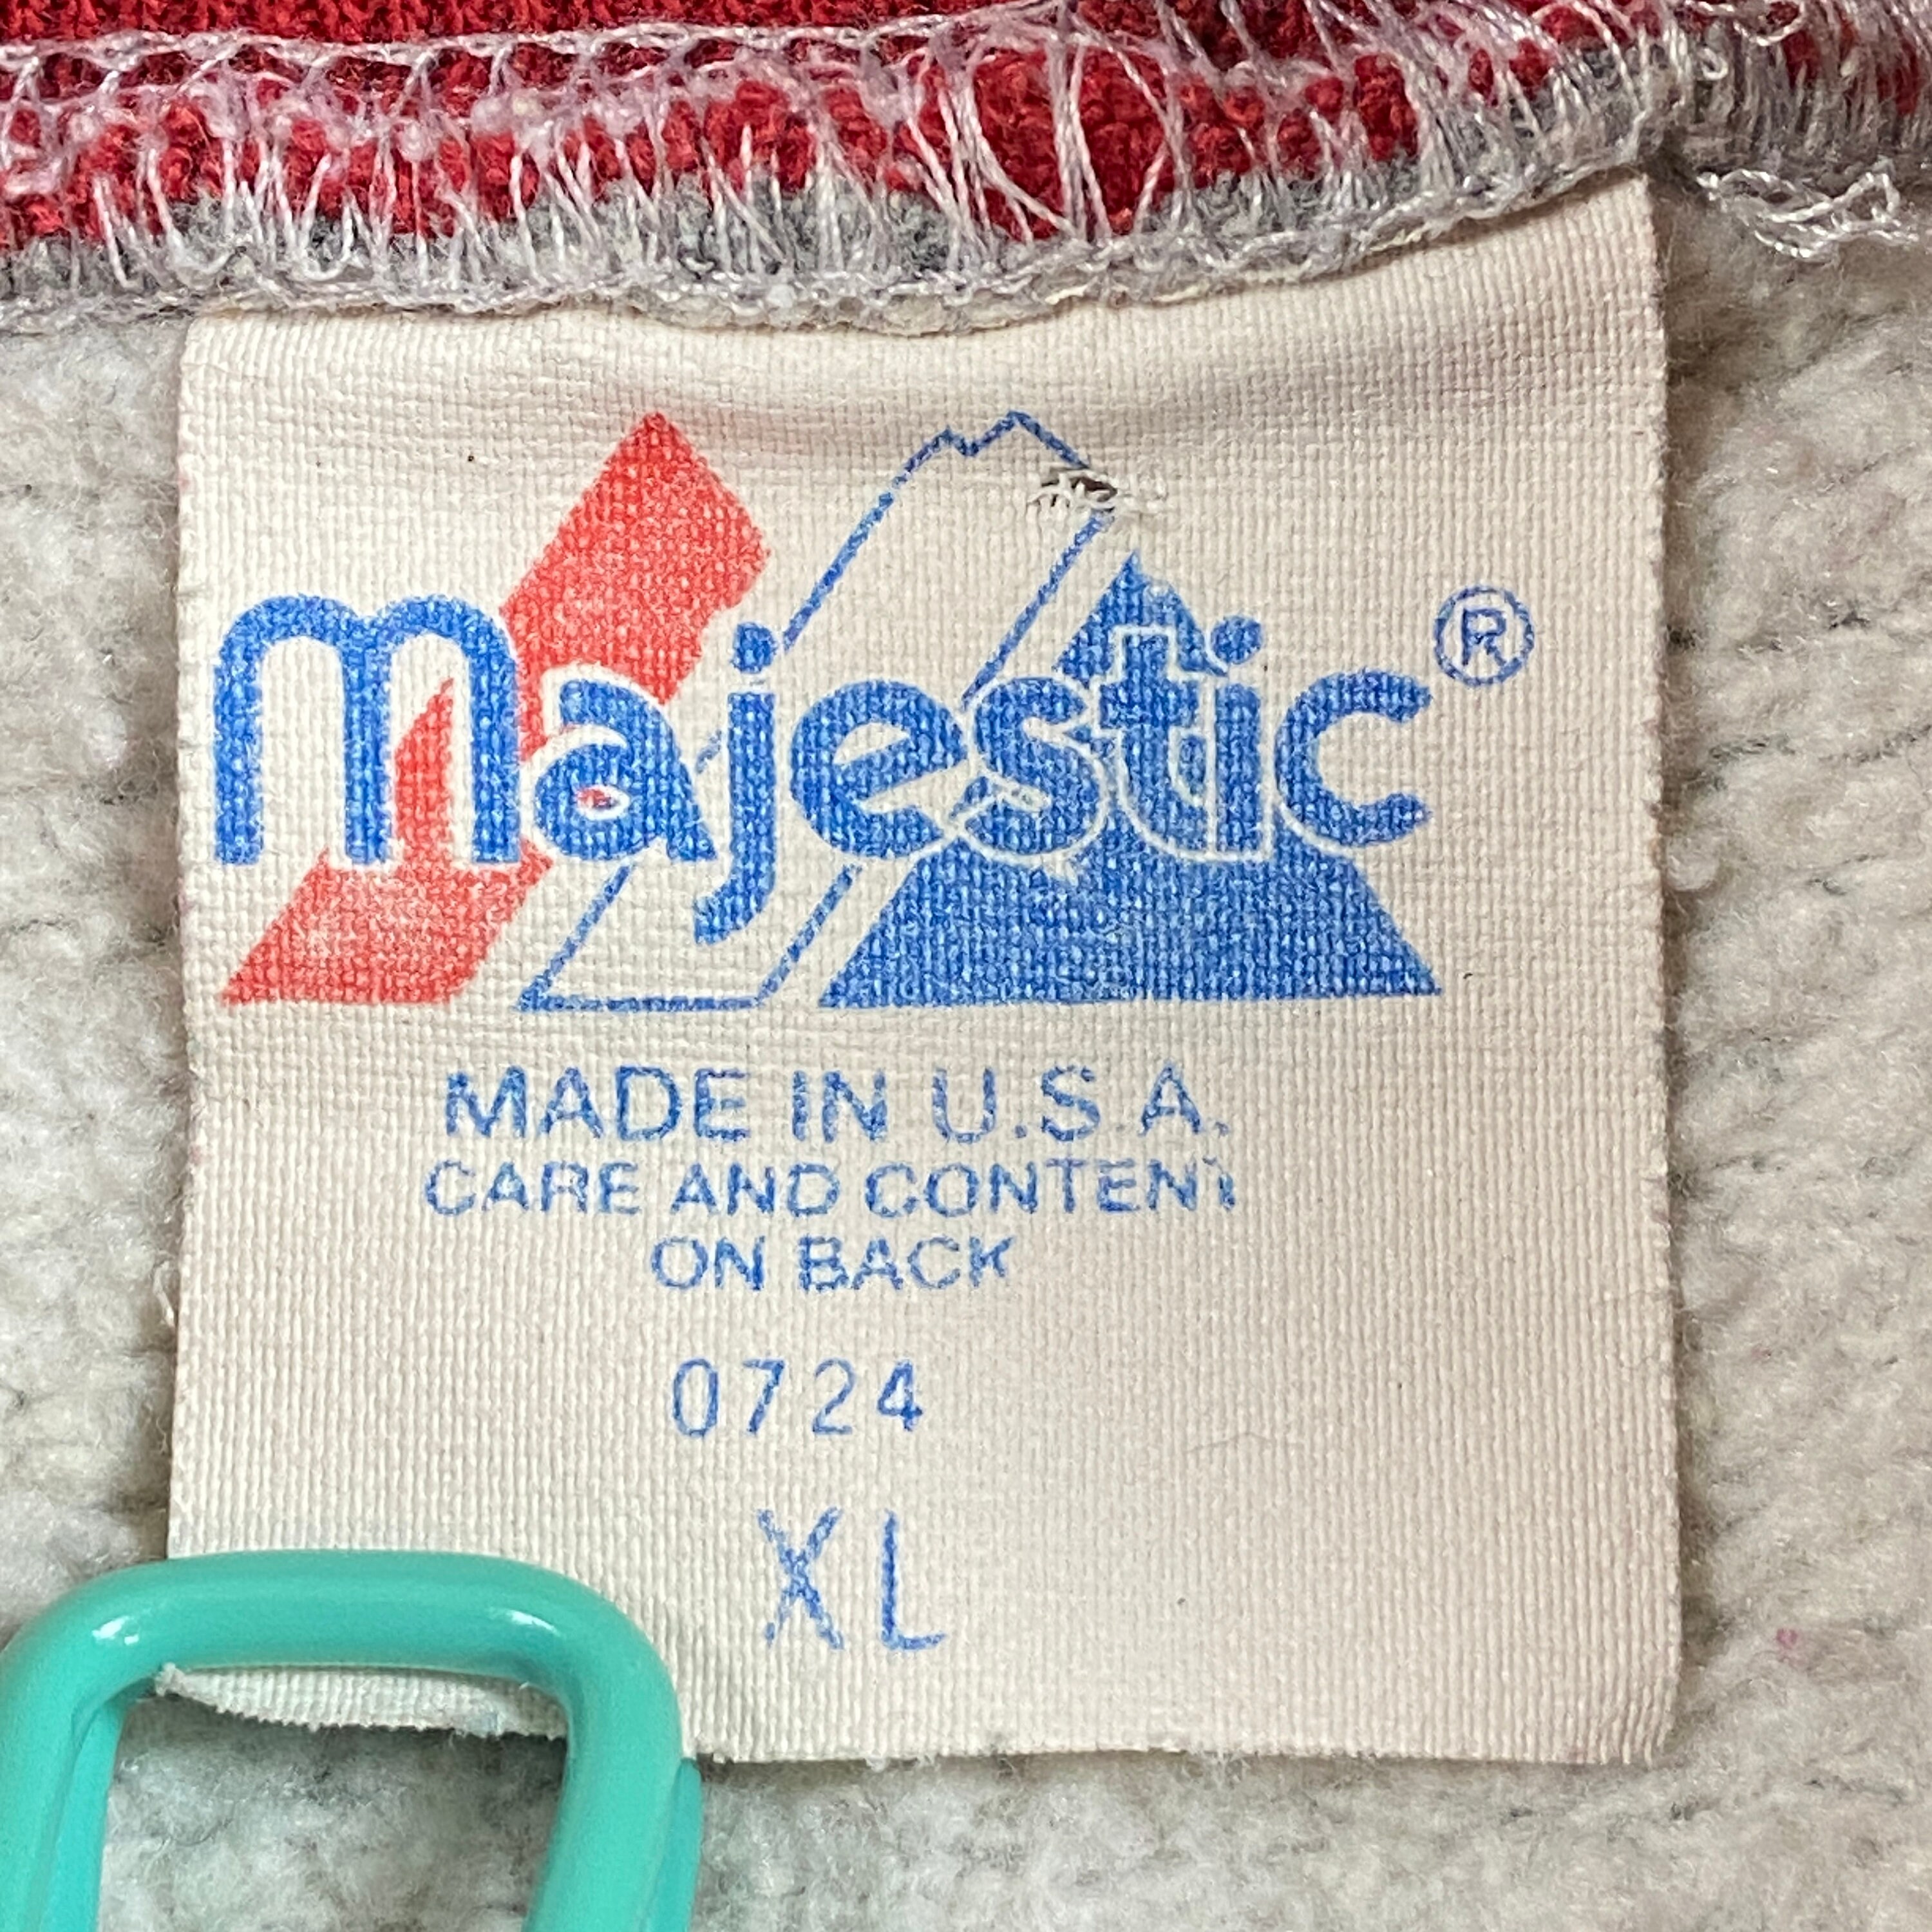 majestic®
MADE IN U.S.A.
CARE AND CONTENT
ON BACK
0724
XL